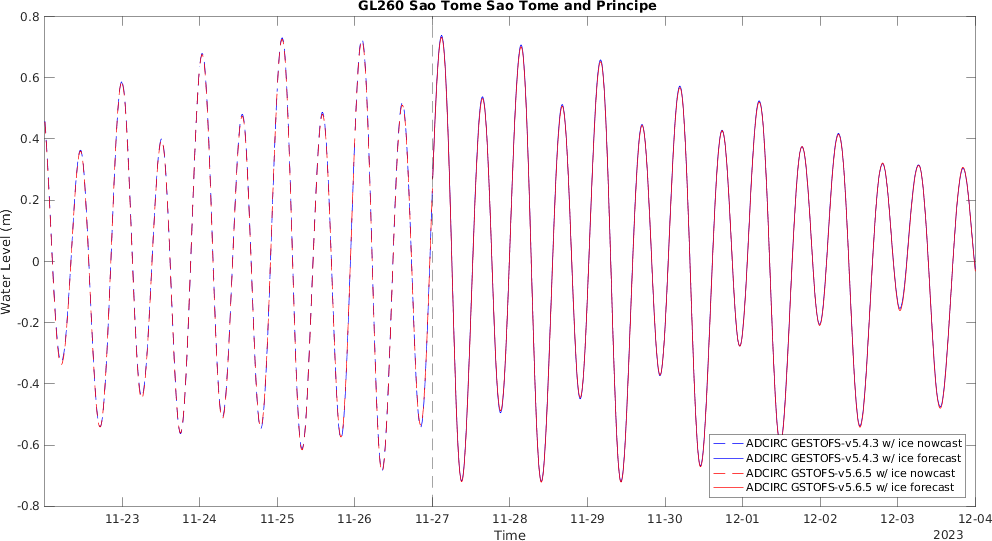 GL260 Sao Tome Sao Tome and Principe
0.8
0.6
0.4
0.2
0
-0.2
-0.4
-0.6
-0.8
Water Level (m)
ADCIRC GESTOFS-v5.4.3 w/ ice nowcast
ADCIRC GESTOFS-v5.4.3 w/ ice forecast
ADCIRC GSTOFS-v5.6.5 w/ ice nowcast
ADCIRC GSTOFS-v5.6.5 w/ ice forecast
11-23 11-24 11-25 11-26 11-27 11-28 11-29 11-30 12-01 12-02 12-03 12-04
Time
2023